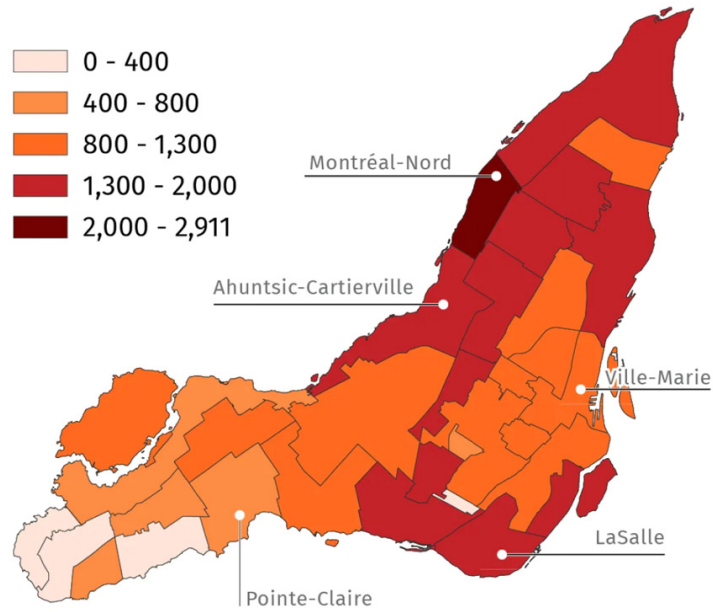 0 - 400
400 - 800
800 - 1,300
1,300 - 2,000
2,000 - 2,911
Montréal-Nord
Ahuntsic-Cartierville
Ville-Marie
LaSalle
Pointe-Claire